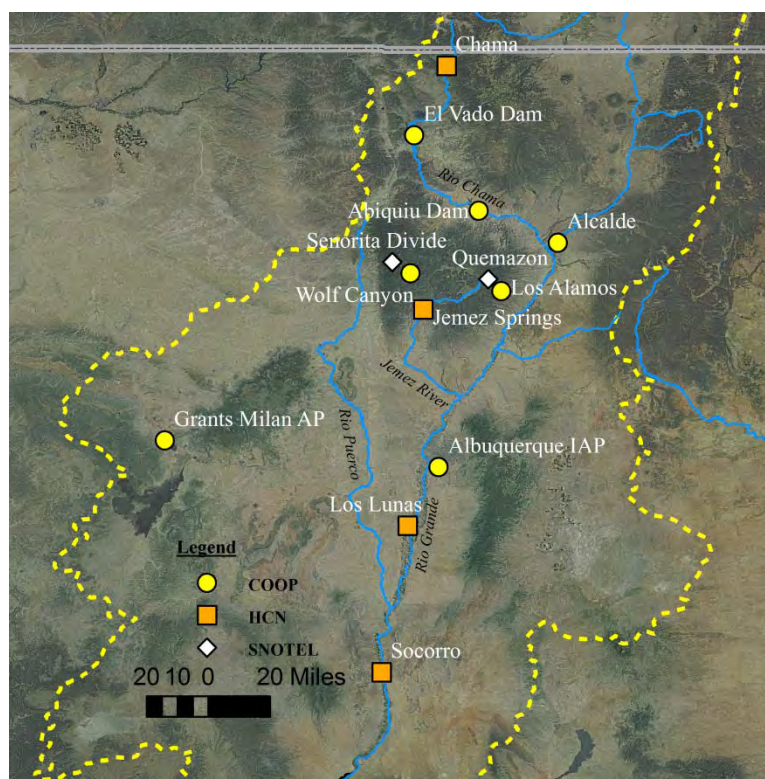 Chama
El Vado Dam
Rio Chama
Abiquiu Dam
Alcalde
Senorita Divide
Quemazon
Wolf Canyon
Los Alamos
Jemez Springs
Jemez River
Grants Milan AP
Rio Puerco
Albuquerque IAP
Los Lunas
Rio Grande
Legend
COOP
HCN
SNOTEL
Socorro
20 10 0 20 Miles